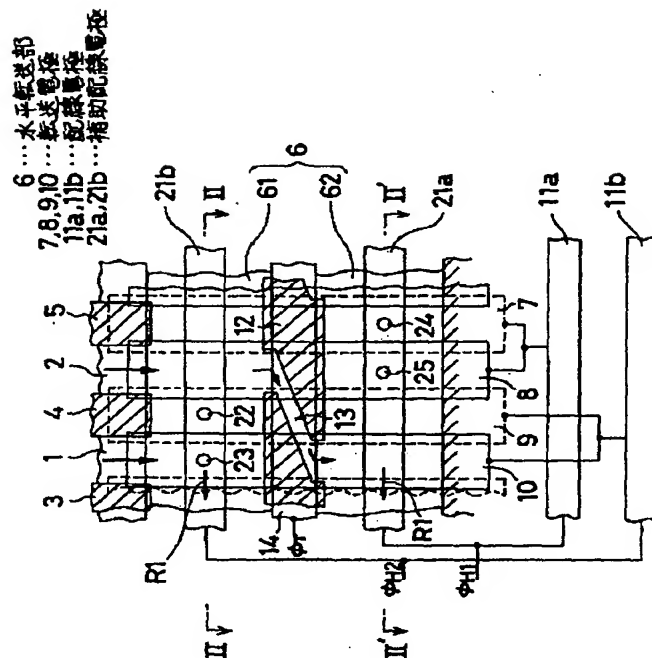 6 … 水平転送部
7,8,9,10 … 転送電極
11a,11b … 配線電極
21a,21b … 補助配線電極
21b
II
6
61
62
II'
21a
11a
11b
5
2
4
1
3
12
22
23
24
25
13
7
8
9
10
R1
R1
14
φT
φH2
φH1
II
II'